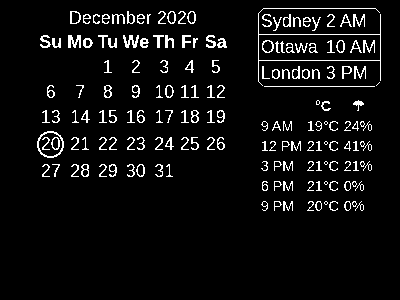 December 2020
Su Mo Tu We Th Fr Sa
1 2 3 4 5
6 7 8 9 10 11 12
13 14 15 16 17 18 19
20 21 22 23 24 25 26
27 28 29 30 31
Sydney 2 AM
Ottawa 10 AM
London 3 PM
°C ☂
9 AM 19°C 24%
12 PM 21°C 41%
3 PM 21°C 21%
6 PM 21°C 0%
9 PM 20°C 0%